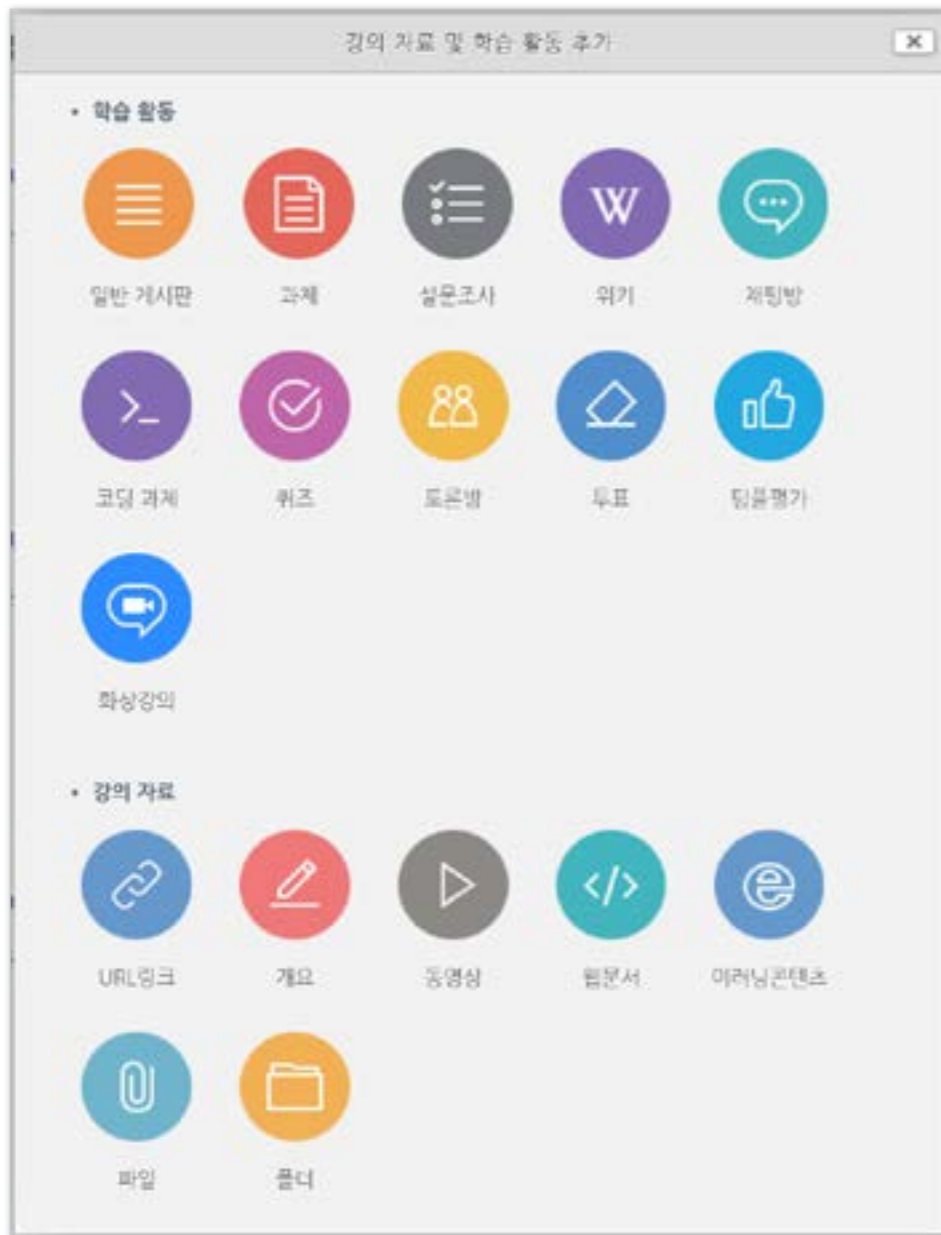 강의 자료 및 학습 활동 추가
• 학습 활동
일반 게시판 과제 설문조사 위키 채팅방
코딩 과제 퀴즈 토론방 투표 팀플평가
화상강의
• 강의 자료
URL링크 개요 동영상 웹문서 이러닝콘텐츠
파일 폴더